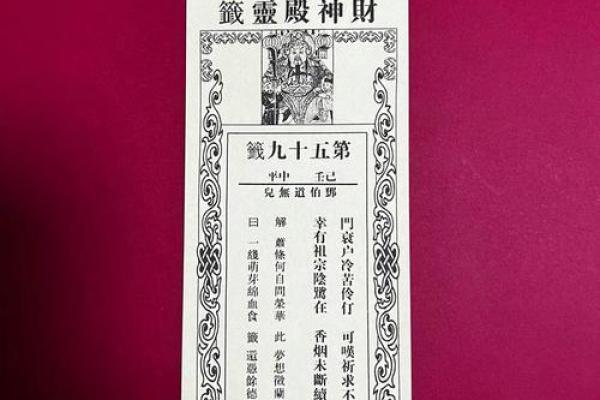 財神殿靈籤
第五十九籤
己壬 中平
鄧伯道無兒
門衰户冷苦伶仃 可嘆祈求不
幸有祖宗陰騭在 香烟未斷續
解 蕭條何自問榮華 此 夢想徵蘭
曰 一綫萌芽綿血食 籤 還憑餘德